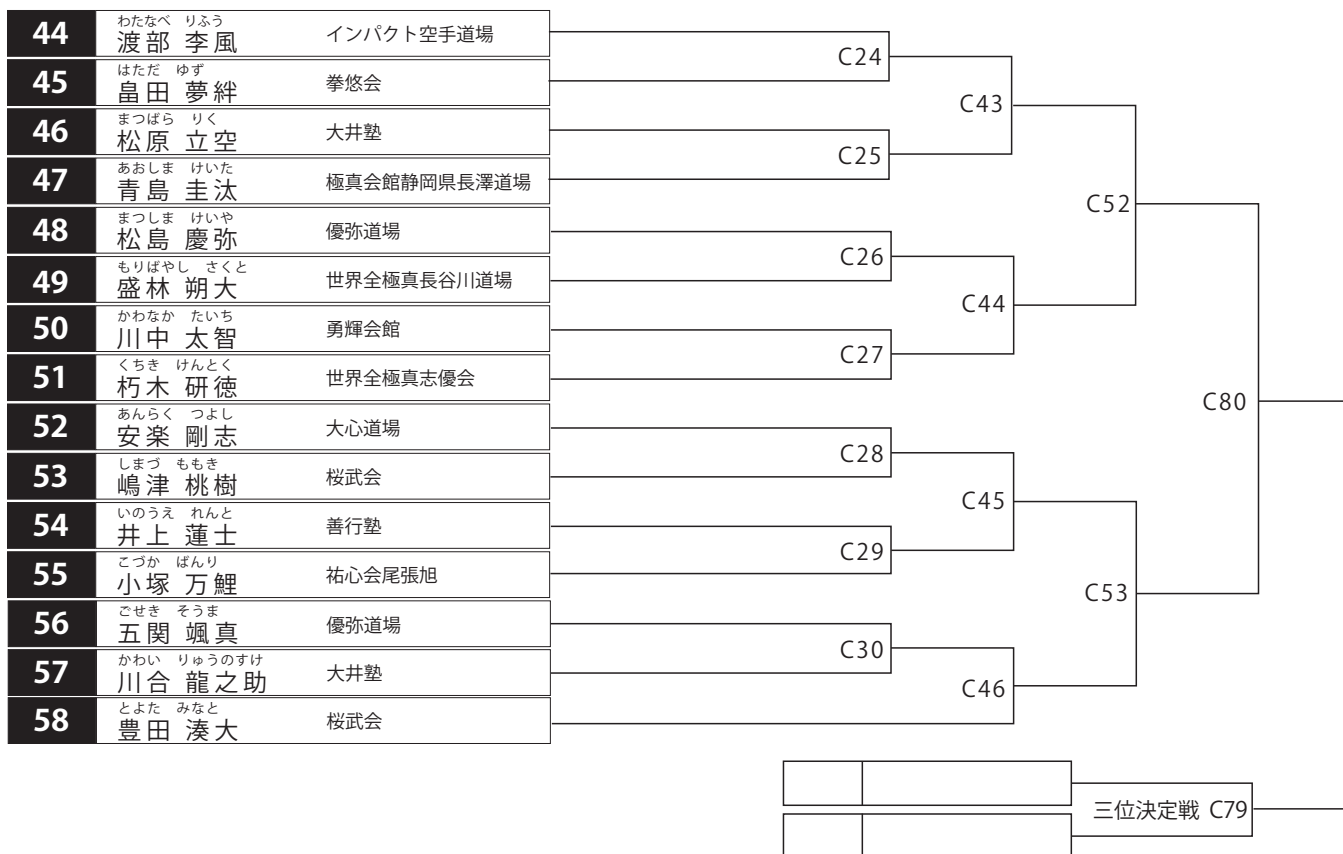 44 わたなべ りふう 渡部 李風 インパクト空手道場
45 はただ ゆず 畠田 夢絆 拳悠会
46 まつばら りく 松原 立空 大井塾
47 あおしま けいた 青島 圭汰 極真会館静岡県長澤道場
48 まつしま けいや 松島 慶弥 優弥道場
49 もりばやし さくと 盛林 朔大 世界全極真長谷川道場
50 かわなか たいち 川中 太智 勇輝会館
51 くちき けんとく 朽木 研徳 世界全極真志優会
52 あんらく つよし 安楽 剛志 大心道場
53 しまづ ももき 嶋津 桃樹 桜武会
54 いのうえ れんと 井上 蓮士 善行塾
55 こづか ばんり 小塚 万鯉 祐心会尾張旭
56 ごせき そうま 五関 颯真 優弥道場
57 かわい りゅうのすけ 川合 龍之助 大井塾
58 とよた みなと 豊田 湊大 桜武会
C24
C25
C26
C27
C28
C29
C30
C43
C44
C45
C46
C52
C53
C80
三位決定戦 C79